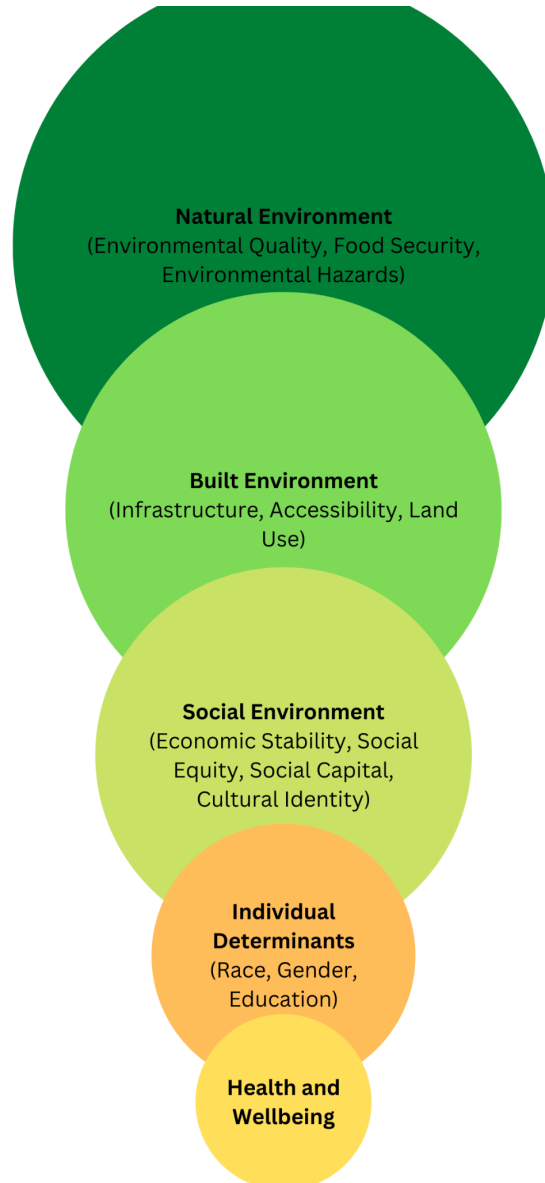 Natural Environment
(Environmental Quality, Food Security,
Environmental Hazards)
Built Environment
(Infrastructure, Accessibility, Land
Use)
Social Environment
(Economic Stability, Social
Equity, Social Capital,
Cultural Identity)
Individual
Determinants
(Race, Gender,
Education)
Health and
Wellbeing